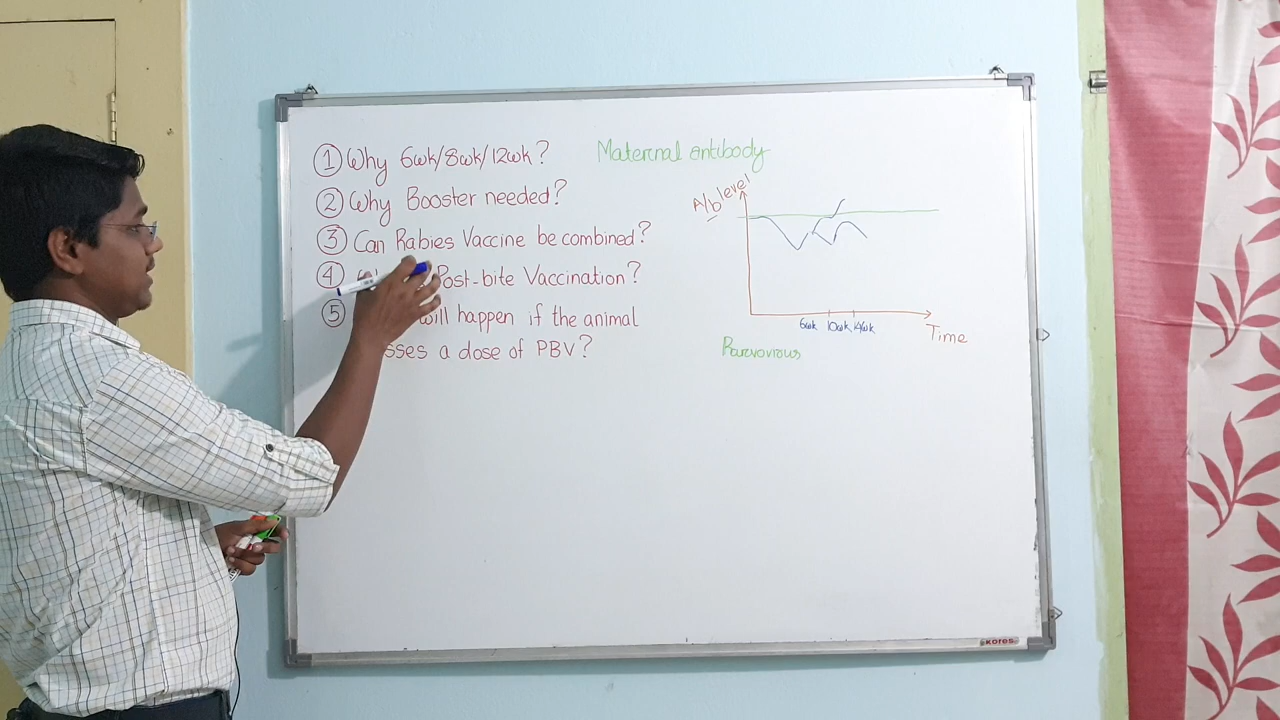 ① Why 6wk/8wk/12wk?
Maternal antibody
② Why Booster needed?
③ Can Rabies Vaccine be combined?
④ Post-bite Vaccination?
⑤ will happen if the animal
sses a dose of PBV?
A/b level
6wk 10wk 14wk
Time
Parvovirus
KORES